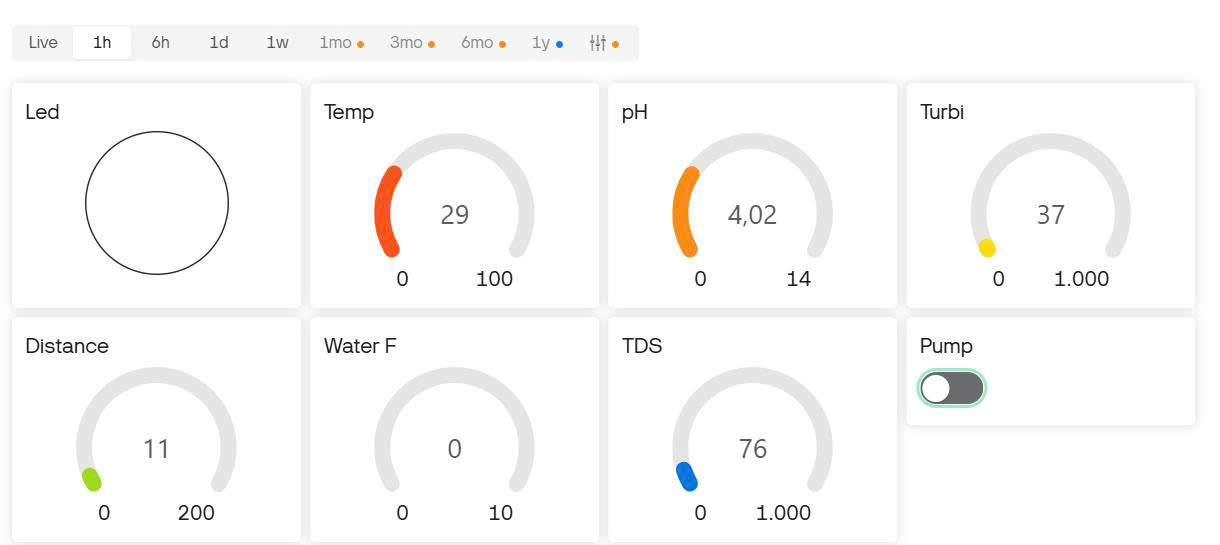 Live 1h 6h 1d 1w 1mo 3mo 6mo 1y
Led
Temp
29
0 100
pH
4,02
0 14
Turbi
37
0 1.000
Distance
11
0 200
Water F
0
0 10
TDS
76
0 1.000
Pump